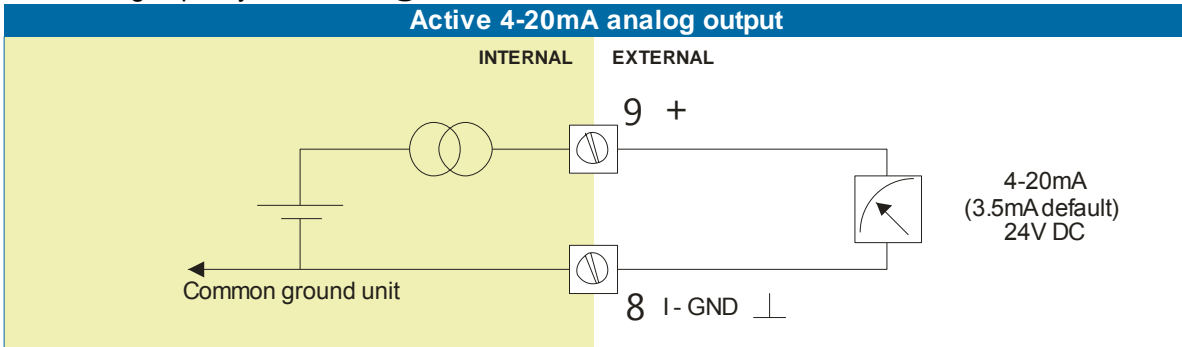 Active 4-20mA analog output
INTERNAL EXTERNAL
9 +
4-20mA
(3.5mA default)
24V DC
Common ground unit
8 I - GND